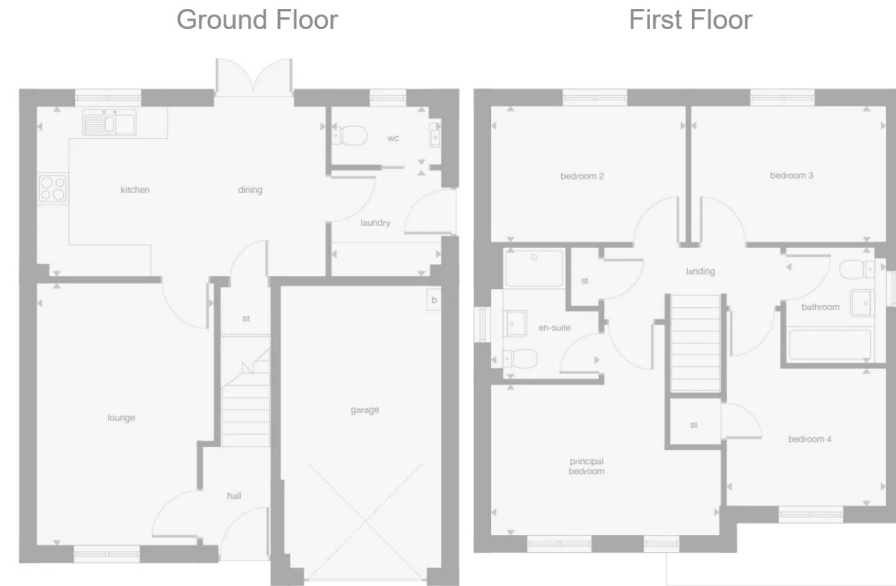 Ground Floor
First Floor
wc
kitchen
dining
laundry
st
b
lounge
garage
hall
bedroom 2
bedroom 3
landing
st
bathroom
en-suite
st
bedroom 4
principal
bedroom